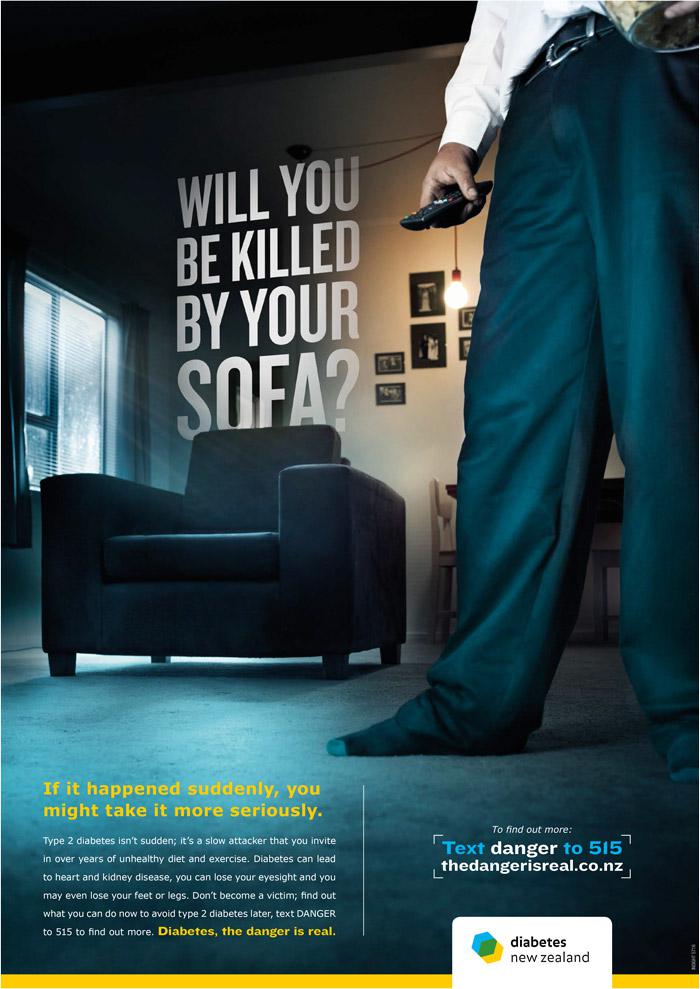 WILL YOU
BE KILLED
BY YOUR
SOFA?
If it happened suddenly, you
might take it more seriously.
Type 2 diabetes isn't sudden; it's a slow attacker that you invite
in over years of unhealthy diet and exercise. Diabetes can lead
to heart and kidney disease, you can lose your eyesight and you
may even lose your feet or legs. Don't become a victim; find out
what you can do now to avoid type 2 diabetes later, text DANGER
to 515 to find out more. Diabetes, the danger is real.
To find out more:
Text danger to 515
thedangerisreal.co.nz
diabetes
new zealand